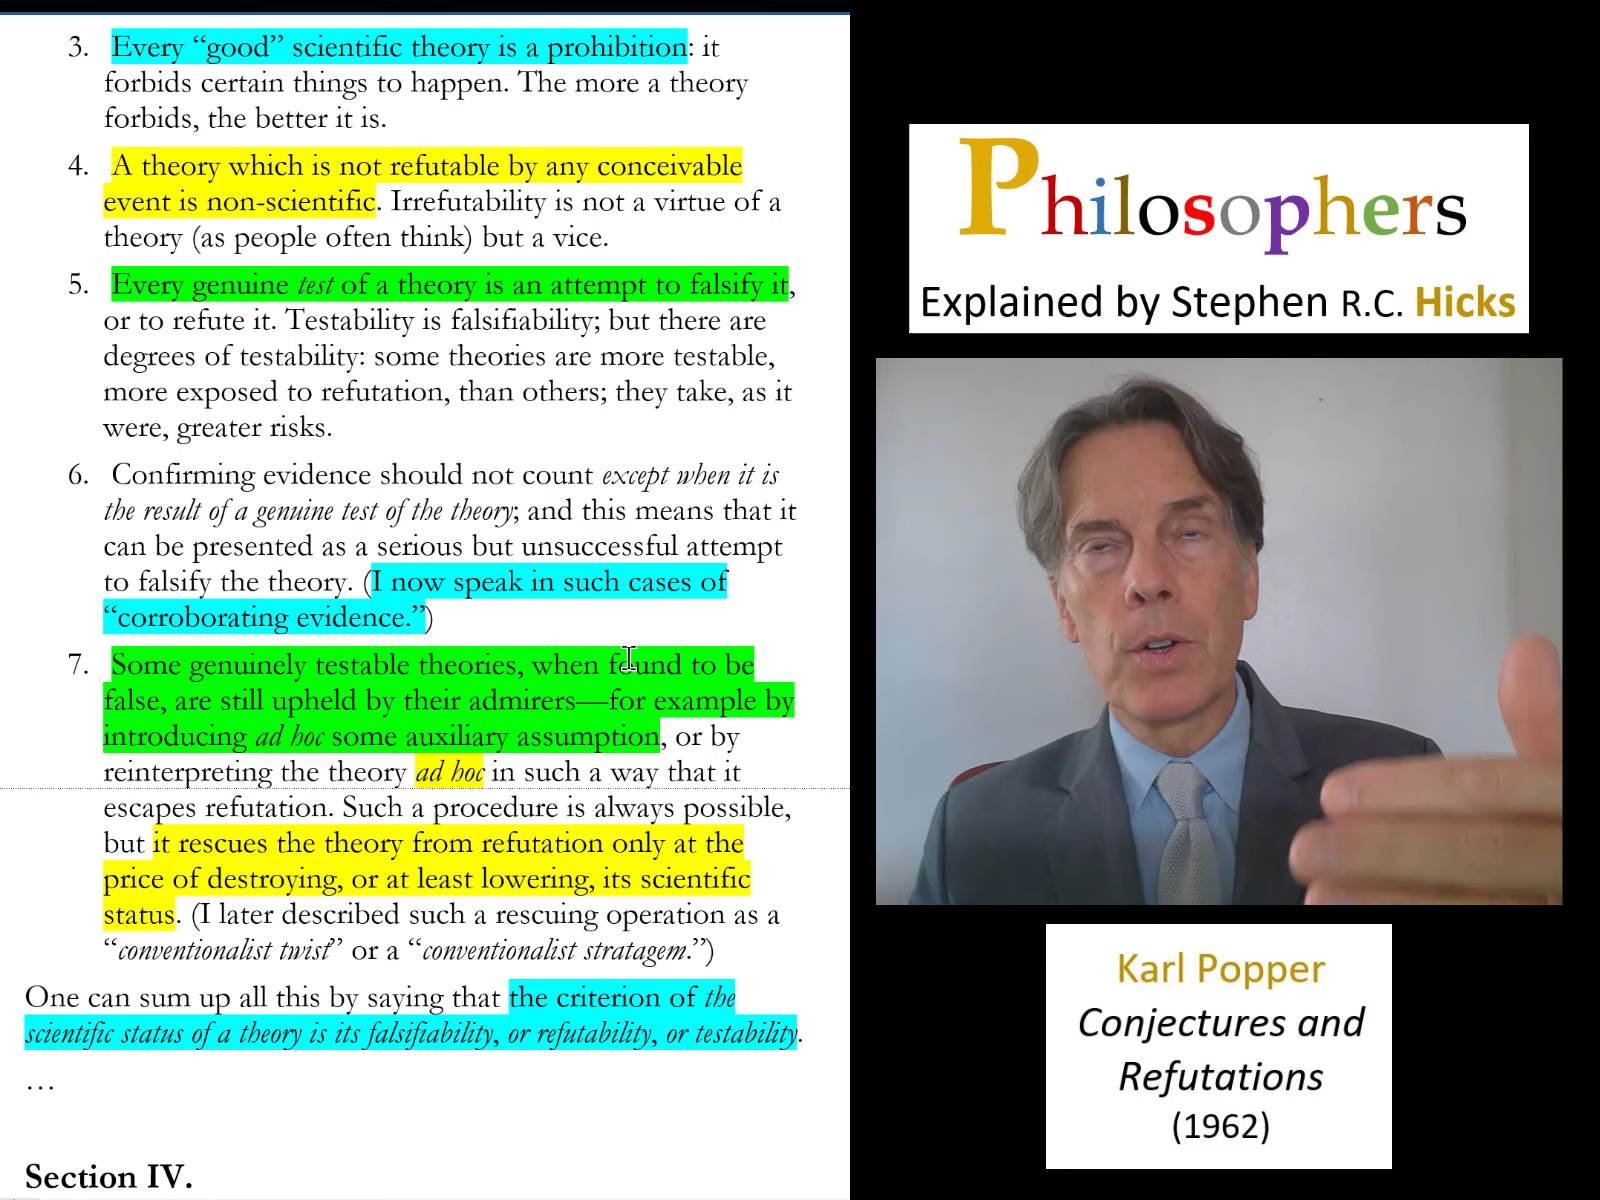 3. Every “good” scientific theory is a prohibition: it
forbids certain things to happen. The more a theory
forbids, the better it is.
4. A theory which is not refutable by any conceivable
event is non-scientific. Irrefutability is not a virtue of a
theory (as people often think) but a vice.
5. Every genuine test of a theory is an attempt to falsify it,
or to refute it. Testability is falsifiability; but there are
degrees of testability: some theories are more testable,
more exposed to refutation, than others; they take, as it
were, greater risks.
6. Confirming evidence should not count except when it is
the result of a genuine test of the theory; and this means that it
can be presented as a serious but unsuccessful attempt
to falsify the theory. (I now speak in such cases of
“corroborating evidence.”)
7. Some genuinely testable theories, when found to be
false, are still upheld by their admirers—for example by
introducing ad hoc some auxiliary assumption, or by
reinterpreting the theory ad hoc in such a way that it
escapes refutation. Such a procedure is always possible,
but it rescues the theory from refutation only at the
price of destroying, or at least lowering, its scientific
status. (I later described such a rescuing operation as a
“conventionalist twist” or a “conventionalist stratagem.”)
One can sum up all this by saying that the criterion of the
scientific status of a theory is its falsifiability, or refutability, or testability.
…
Section IV.
Philosophers
Explained by Stephen R.C. Hicks
Karl Popper
Conjectures and
Refutations
(1962)